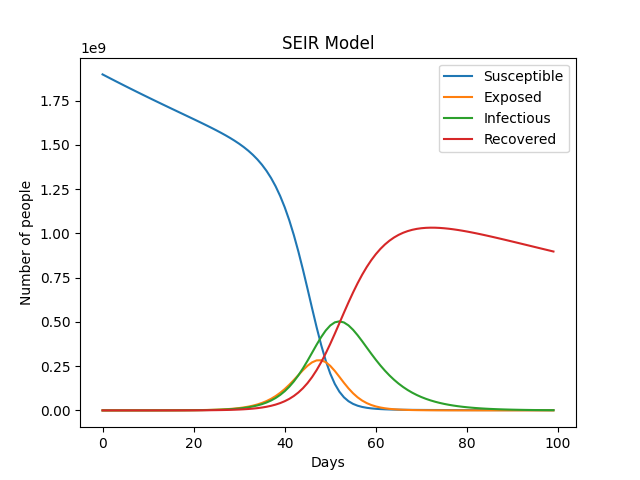 SEIR Model
1e9
1.75
1.50
1.25
1.00
0.75
0.50
0.25
0.00
Number of people
Susceptible
Exposed
Infectious
Recovered
0 20 40 60 80 100
Days